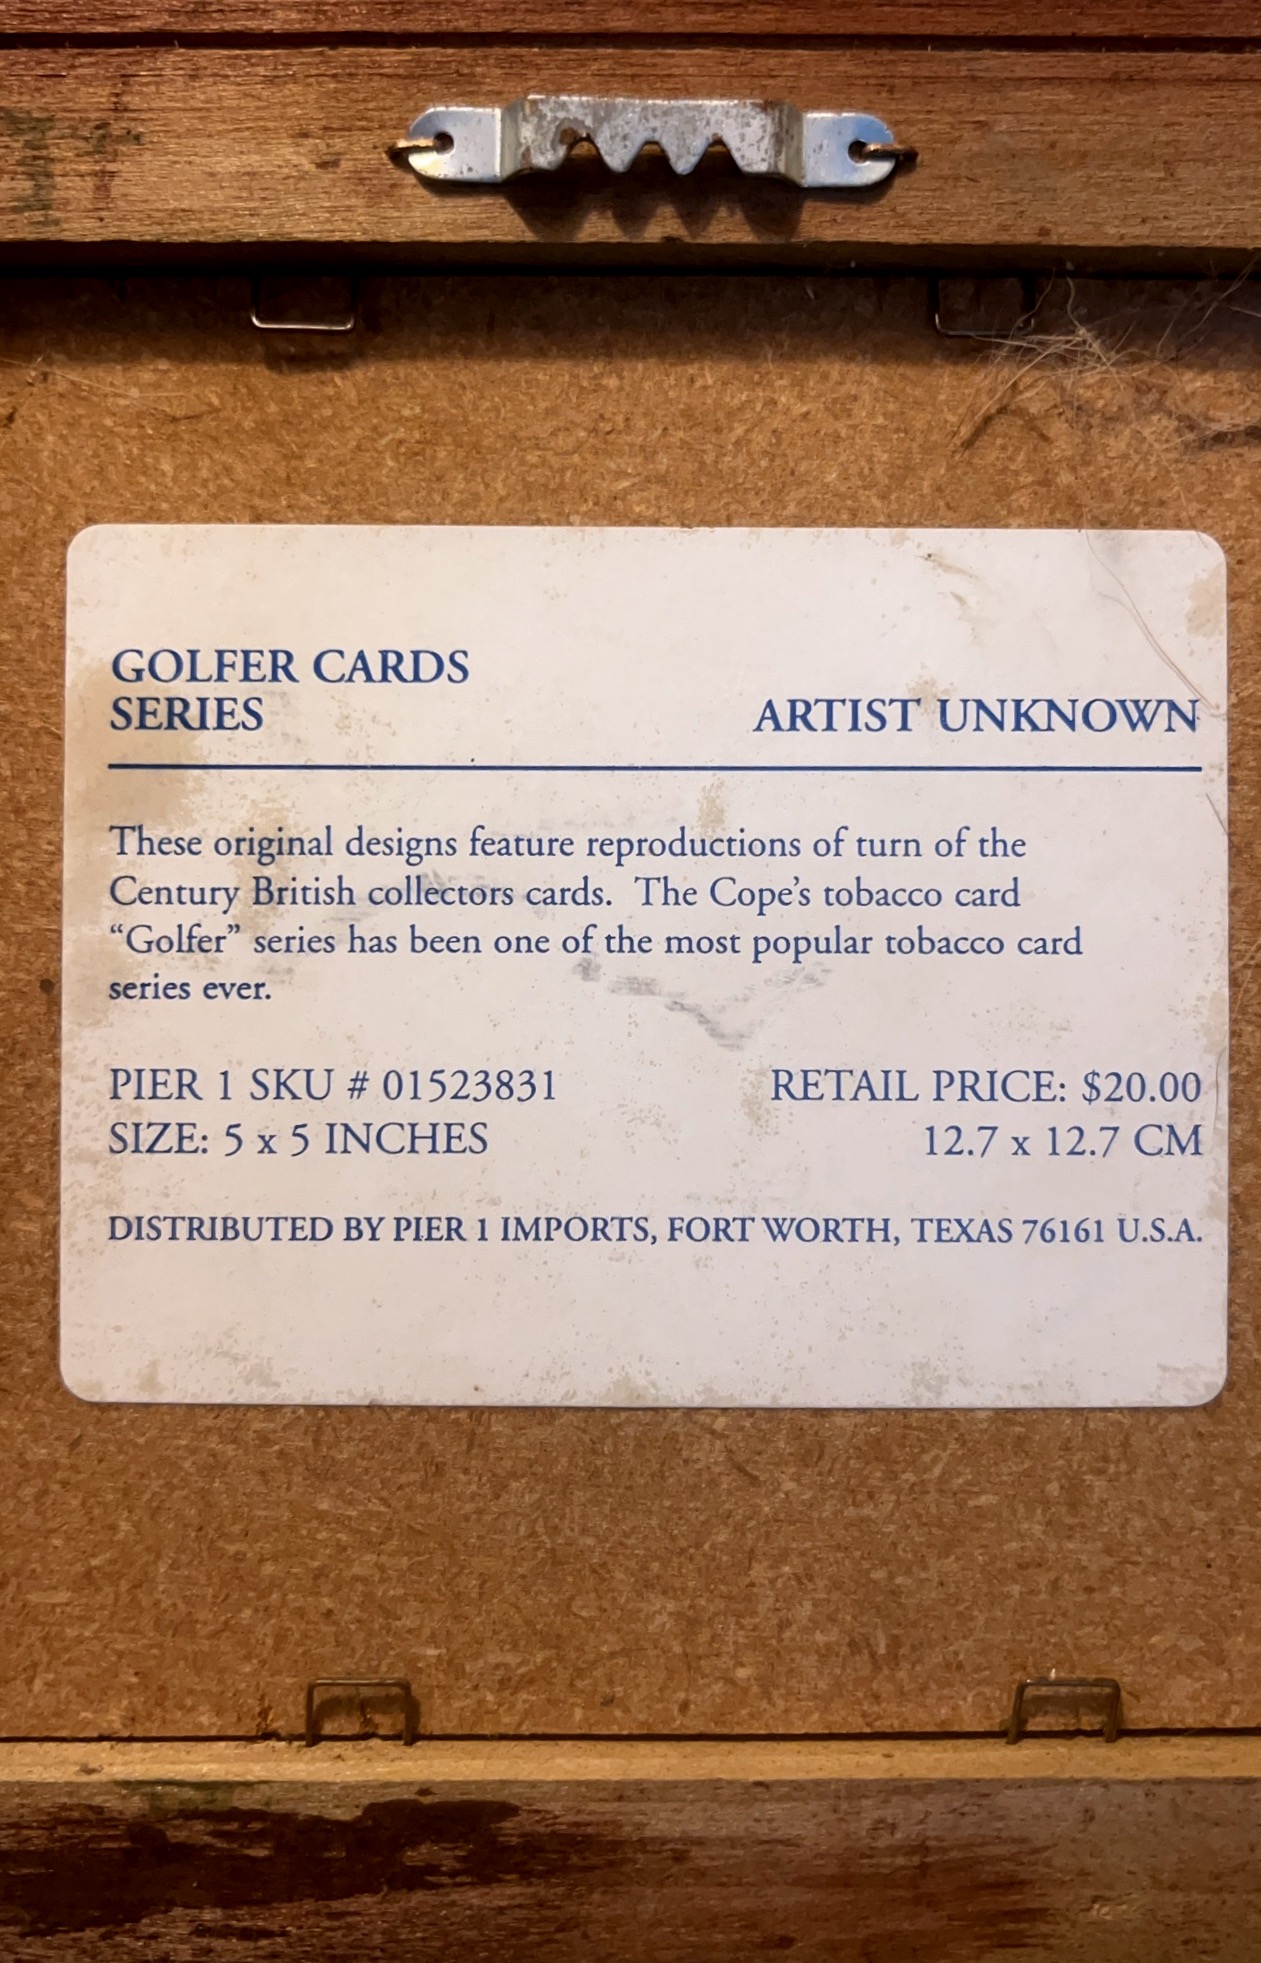 GOLFER CARDS
SERIES
ARTIST UNKNOWN
These original designs feature reproductions of turn of the
Century British collectors cards.  The Cope's tobacco card
“Golfer” series has been one of the most popular tobacco card
series ever.
PIER 1 SKU # 01523831
RETAIL PRICE: $20.00
SIZE: 5 x 5 INCHES
12.7 x 12.7 CM
DISTRIBUTED BY PIER 1 IMPORTS, FORT WORTH, TEXAS 76161 U.S.A.